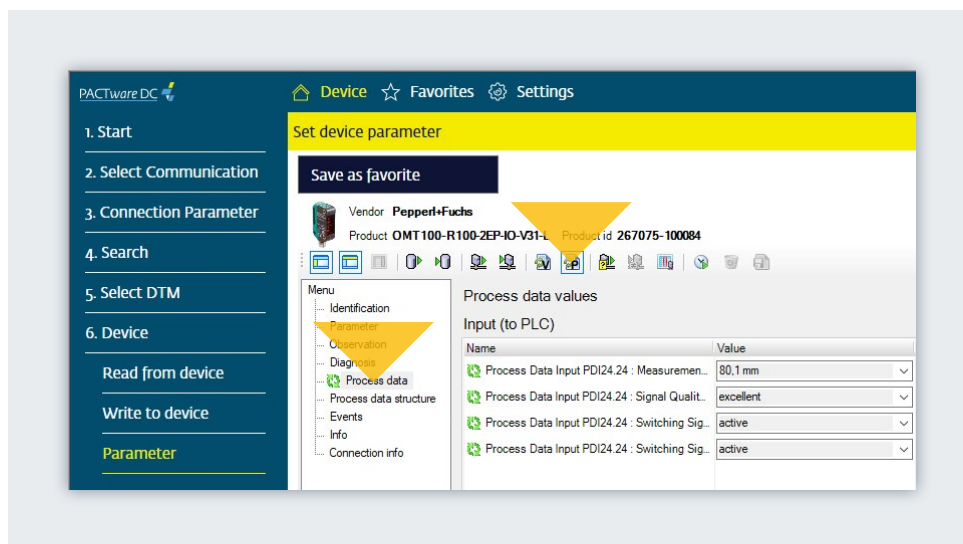 PACTware DC
Device Favorites Settings
1. Start
Set device parameter
2. Select Communication
Save as favorite
3. Connection Parameter
Vendor Pepperl+Fuchs
Product OMT100-R100-2EP-IO-V31-L Product id 267075-100084
4. Search
5. Select DTM
6. Device
Read from device
Write to device
Parameter
Menu
Identification
Parameter
Observation
Diagnosis
Process data
Process data structure
Events
Info
Connection info
Process data values
Input (to PLC)
Name Value
Process Data Input PDI24.24 : Measuremen... 80,1 mm
Process Data Input PDI24.24 : Signal Qualit... excellent
Process Data Input PDI24.24 : Switching Sig... active
Process Data Input PDI24.24 : Switching Sig... active